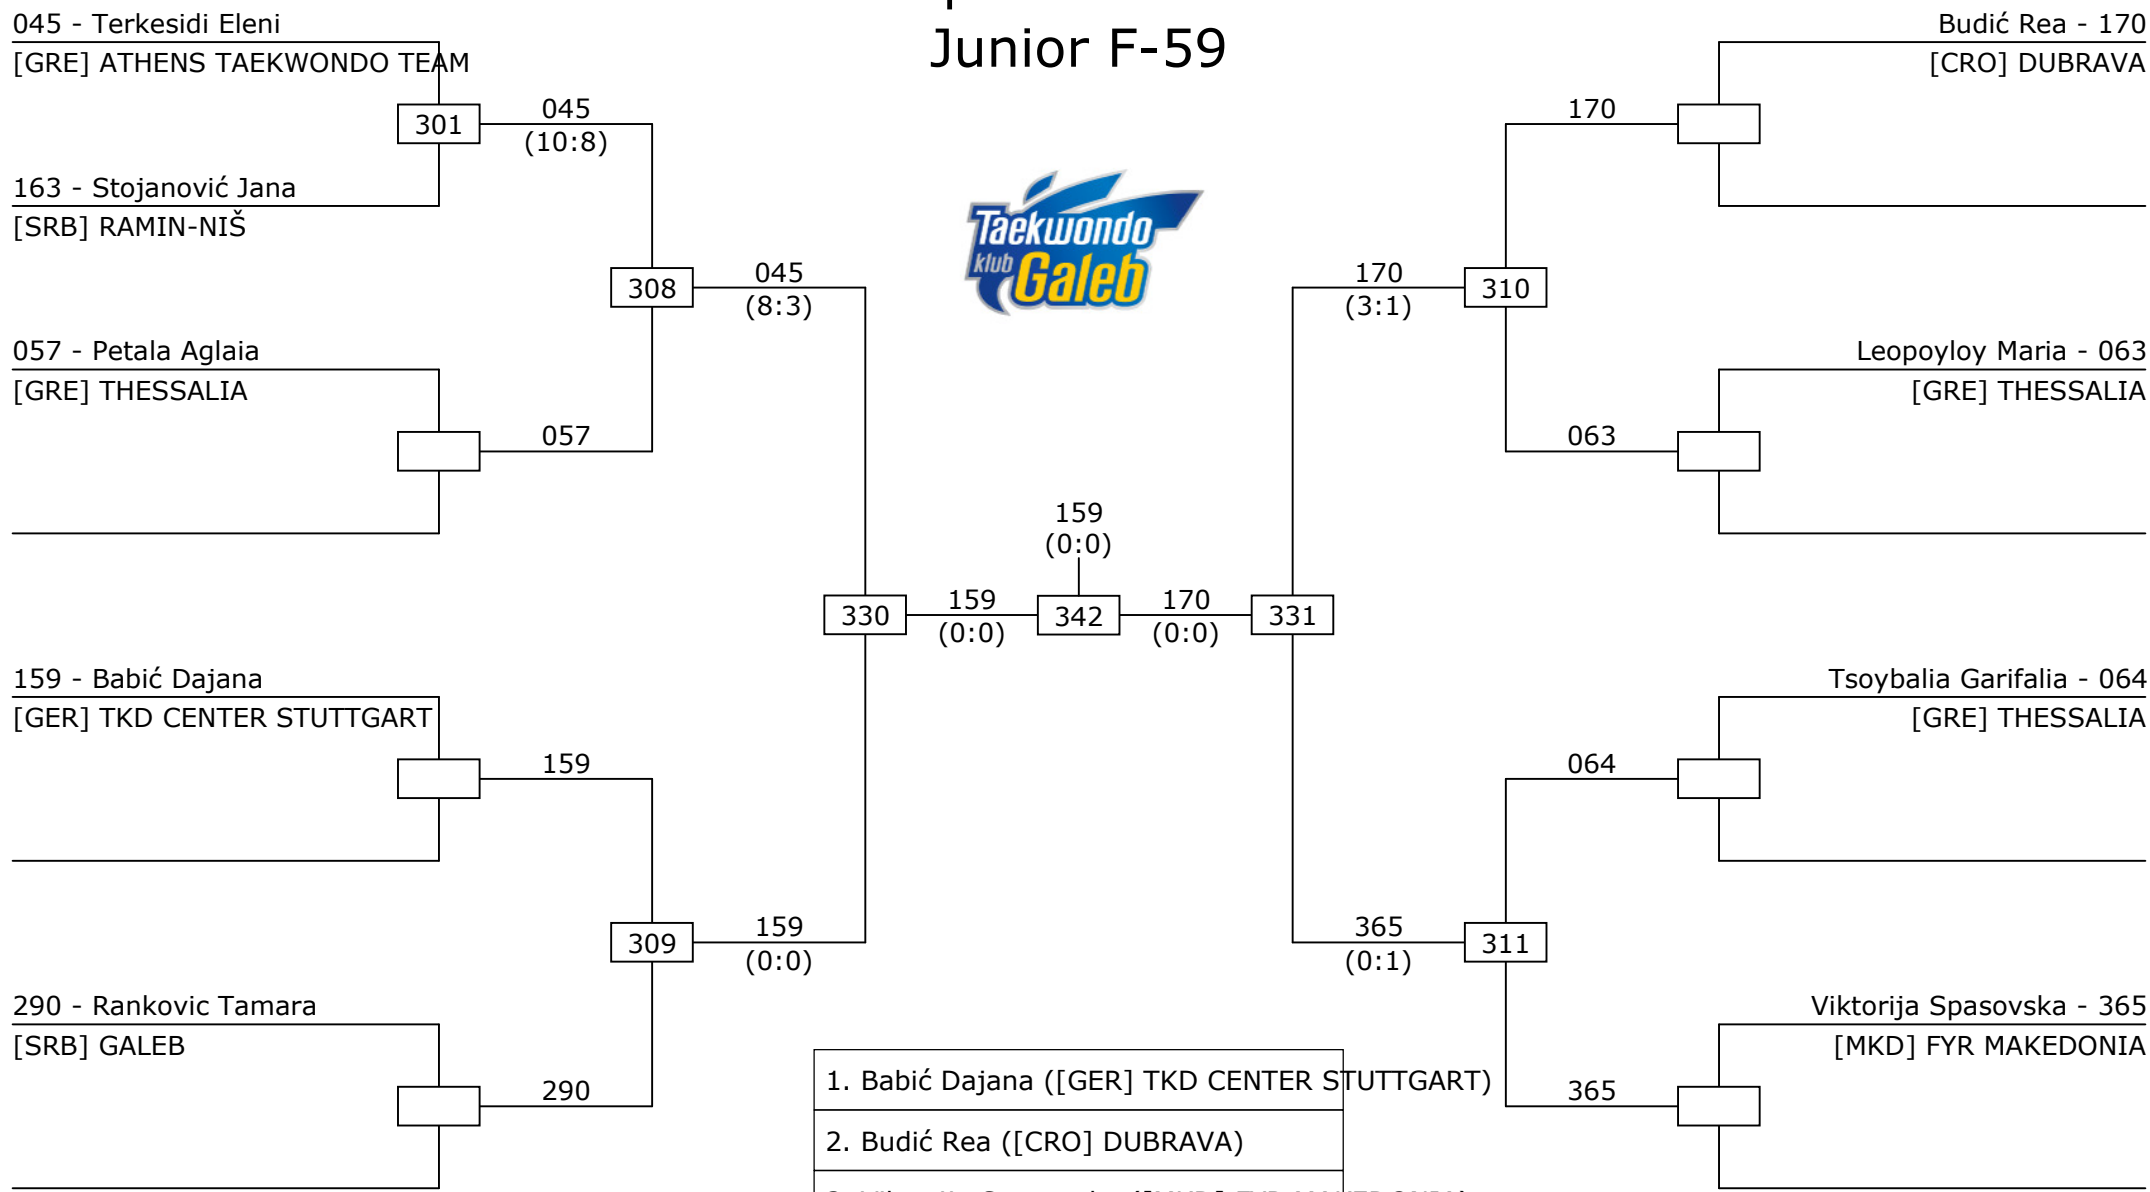 Junior F-59
045 - Terkesidi Eleni
[GRE] ATHENS TAEKWONDO TEAM
301
045
(10:8)
163 - Stojanović Jana
[SRB] RAMIN-NIŠ
308
045
(8:3)
057 - Petala Aglaia
[GRE] THESSALIA
057
159 - Babić Dajana
[GER] TKD CENTER STUTTGART
159
309
159
(0:0)
290 - Rankovic Tamara
[SRB] GALEB
290
Taekwondo
klub Galeb
330
159
(0:0)
159
(0:0)
342
170
(0:0)
331
Budić Rea - 170
[CRO] DUBRAVA
170
170
(3:1)
310
Leopoyloy Maria - 063
[GRE] THESSALIA
063
Tsoybalia Garifalia - 064
[GRE] THESSALIA
064
365
(0:1)
311
Viktorija Spasovska - 365
[MKD] FYR MAKEDONIA
365
1. Babić Dajana ([GER] TKD CENTER STUTTGART)
2. Budić Rea ([CRO] DUBRAVA)